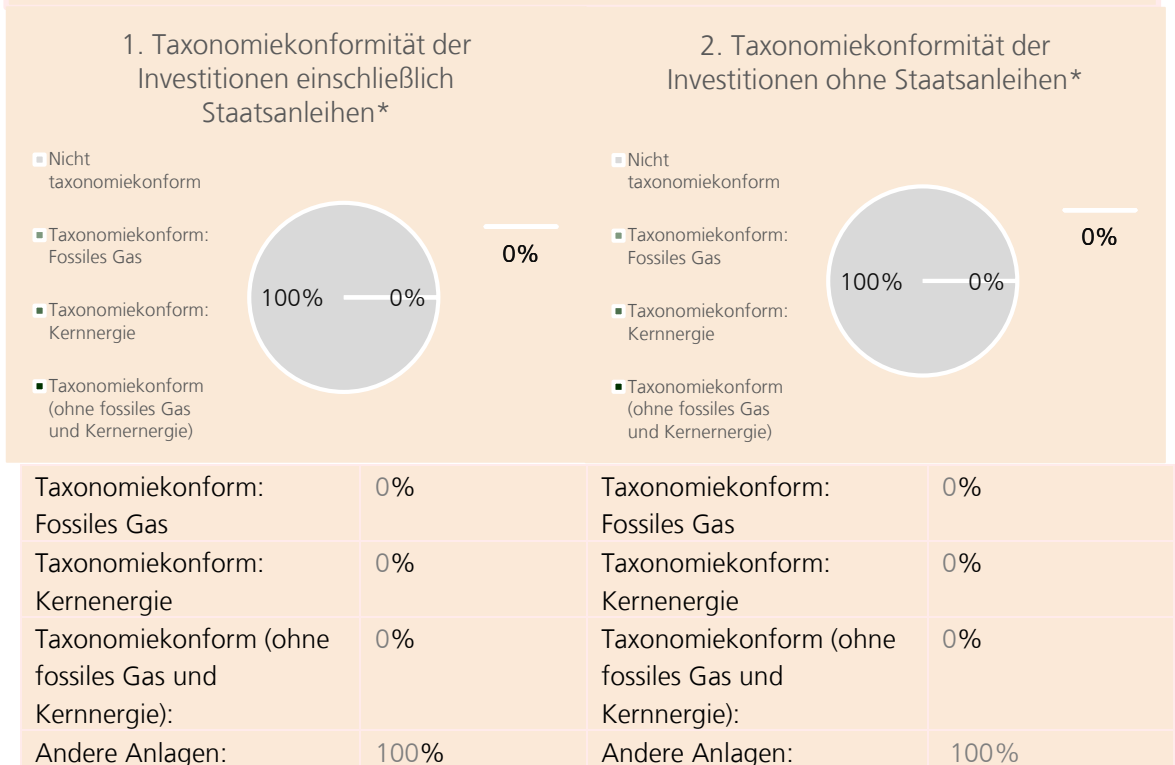 1. Taxonomiekonformität der
Investitionen einschließlich
Staatsanleihen*
Nicht
taxonomiekonform
Taxonomiekonform:
Fossiles Gas
Taxonomiekonform:
Kernnergie
Taxonomiekonform
(ohne fossiles Gas
und Kernernergie)
100%
0%
0%
2. Taxonomiekonformität der
Investitionen ohne Staatsanleihen*
Nicht
taxonomiekonform
Taxonomiekonform:
Fossiles Gas
Taxonomiekonform:
Kernnergie
Taxonomiekonform
(ohne fossiles Gas
und Kernernergie)
100%
0%
0%
Taxonomiekonform: 0% Taxonomiekonform: 0%
Fossiles Gas Fossiles Gas
Taxonomiekonform: 0% Taxonomiekonform: 0%
Kernenergie Kernenergie
Taxonomiekonform (ohne 0% Taxonomiekonform (ohne 0%
fossiles Gas und fossiles Gas und
Kernnergie): Kernnergie):
Andere Anlagen: 100% Andere Anlagen: 100%